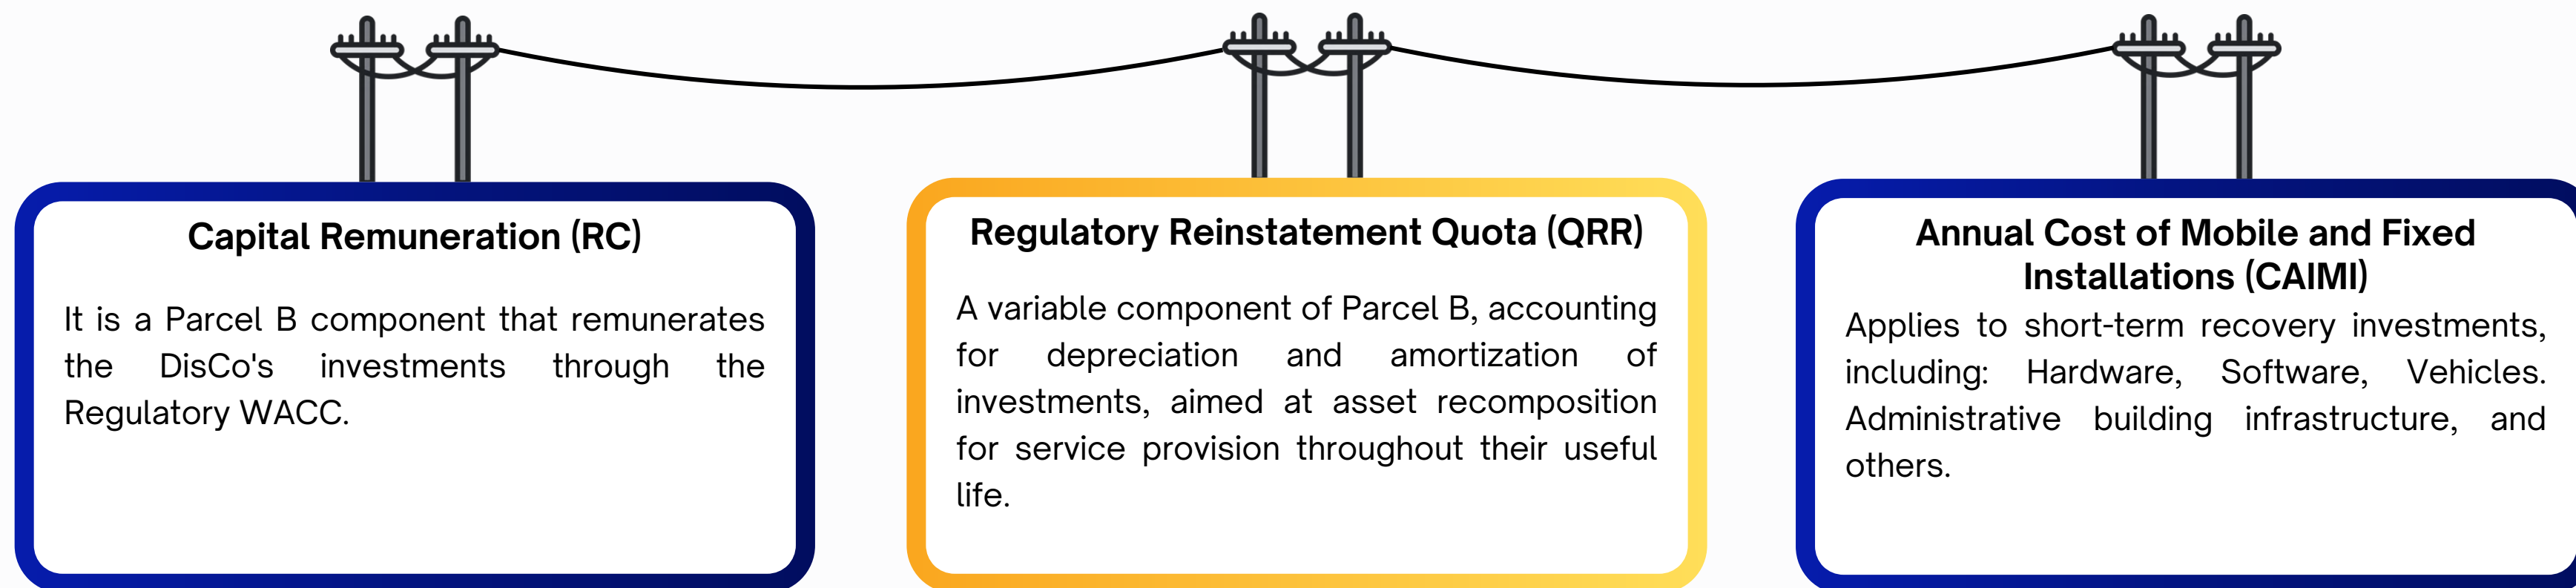 Capital Remuneration (RC)
It is a Parcel B component that remunerates
the DisCo's investments through the
Regulatory WACC.
Regulatory Reinstatement Quota (QRR)
A variable component of Parcel B, accounting
for depreciation and amortization of
investments, aimed at asset recomposition
for service provision throughout their useful
life.
Annual Cost of Mobile and Fixed
Installations (CAIMI)
Applies to short-term recovery investments,
including: Hardware, Software, Vehicles.
Administrative building infrastructure, and
others.